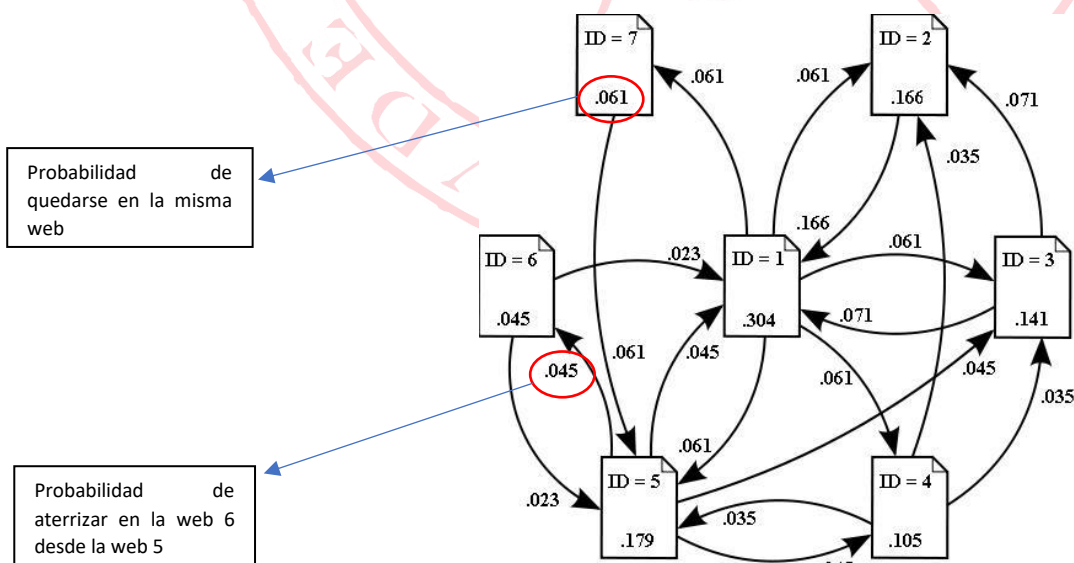 ID = 7
ID = 2
.061
.061
.061
.166
.071
.035
Probabilidad de
quedarse en la misma
web
.166
ID = 6
.023
ID = 1
.061
ID = 3
.045
.304
.071
.141
.061
.045
.045
.061
.045
.035
.061
ID = 5
ID = 4
Probabilidad de
aterrizar en la web 6
desde la web 5
.023
.035
.179
.105